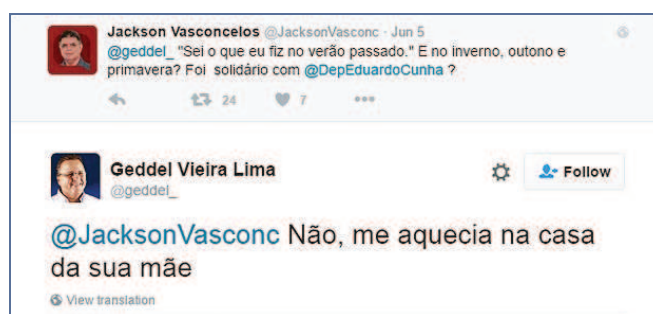 Jackson Vasconcelos @JacksonVasconc · Jun 5
@geddel_ "Sei o que eu fiz no verão passado." E no inverno, outono e
primavera? Foi solidário com @DepEduardoCunha ?
24 7
Geddel Vieira Lima
@geddel_
Follow
@JacksonVasconc Não, me aquecia na casa
da sua mãe
View translation